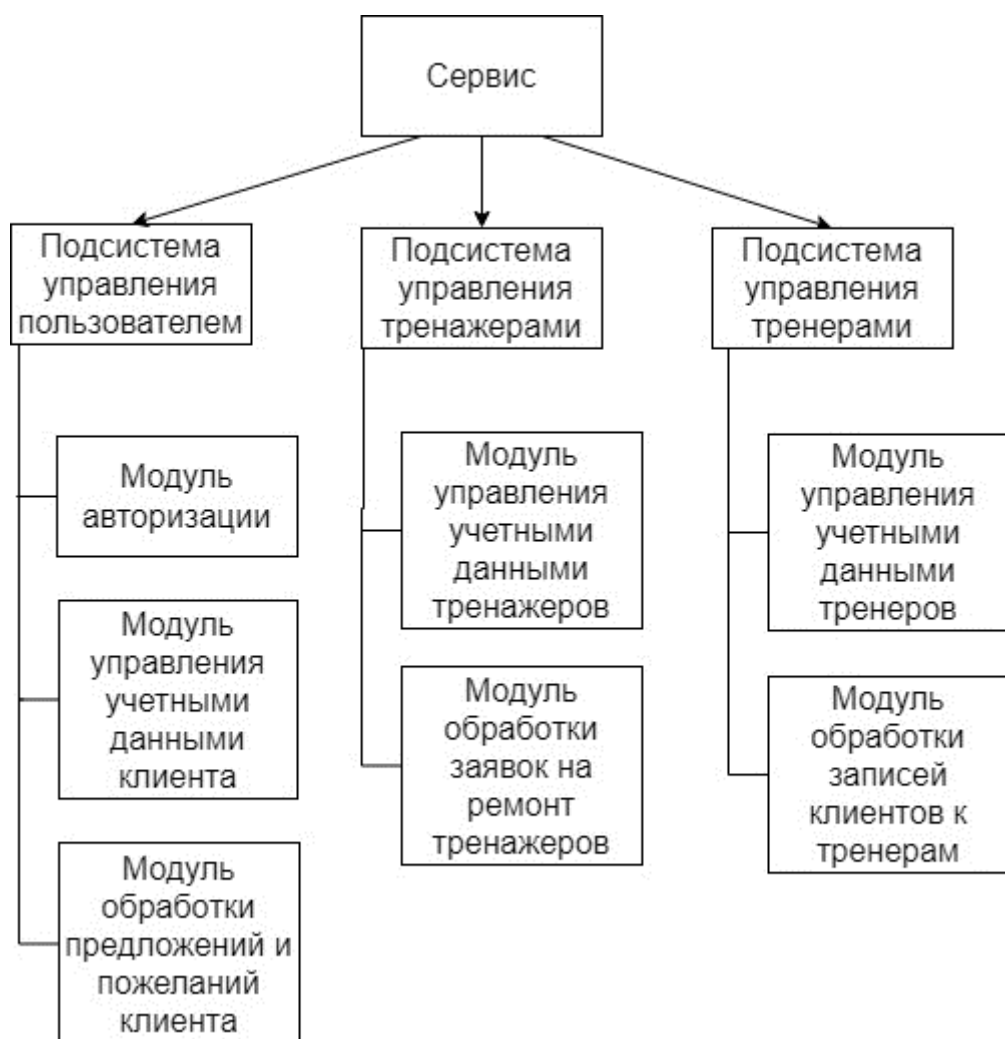 Сервис
Подсистема
управления
пользователем
Подсистема
управления
тренажерами
Подсистема
управления
тренерами
Модуль
авторизации
Модуль
управления
учетными
данными
клиента
Модуль
обработки
предложений и
пожеланий
клиента
Модуль
управления
учетными
данными
тренажеров
Модуль
обработки
заявок на
ремонт
тренажеров
Модуль
управления
учетными
данными
тренеров
Модуль
обработки
записей
клиентов к
тренерам